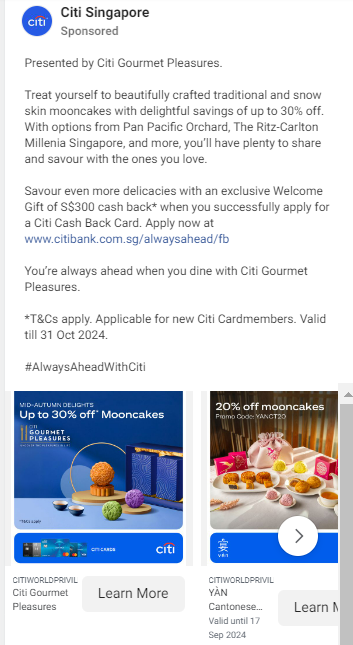 Citi Singapore
Sponsored
Presented by Citi Gourmet Pleasures.
Treat yourself to beautifully crafted traditional and snow
skin mooncakes with delightful savings of up to 30% off.
With options from Pan Pacific Orchard, The Ritz-Carlton
Millenia Singapore, and more, you'll have plenty to share
and savour with the ones you love.
Savour even more delicacies with an exclusive Welcome
Gift of S$300 cash back* when you successfully apply for
a Citi Cash Back Card. Apply now at
www.citibank.com.sg/alwaysahead/fb
You're always ahead when you dine with Citi Gourmet
Pleasures.
*T&Cs apply. Applicable for new Citi Cardmembers. Valid
till 31 Oct 2024.
#AlwaysAheadWithCiti
MID-AUTUMN DELIGHTS
Up to 30% off* Mooncakes
CITI
GOURMET
PLEASURES
CITI CARDS
citi
20% off mooncakes
Promo Code: YANCT20
YÀN
CITIWORLDPRIVIL
Citi Gourmet
Pleasures
Learn More
CITIWORLDPRIVIL
YÀN
Cantonese...
Valid until 17
Sep 2024
Learn M